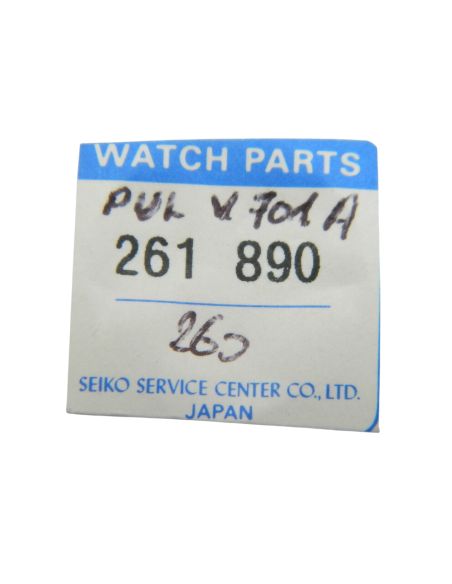 WATCH PARTS
PUL V701A
261 890
260
SEIKO SERVICE CENTER CO., LTD.
JAPAN